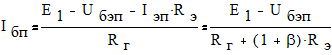 I бп = (E 1 - U бэп - I эп · R э) / R г = (E 1 - U бэп) / (R г + (1 + β) · R э)